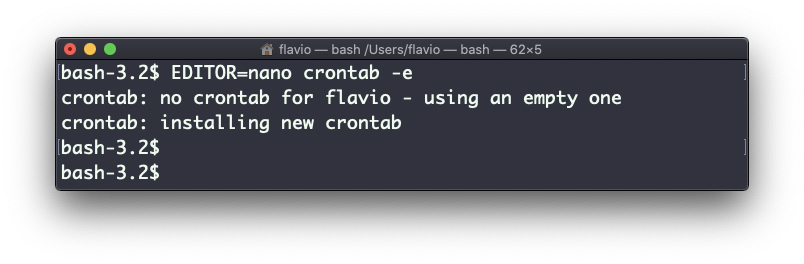 flavio — bash /Users/flavio — bash — 62×5
bash-3.2$ EDITOR=nano crontab -e
crontab: no crontab for flavio - using an empty one
crontab: installing new crontab
bash-3.2$
bash-3.2$